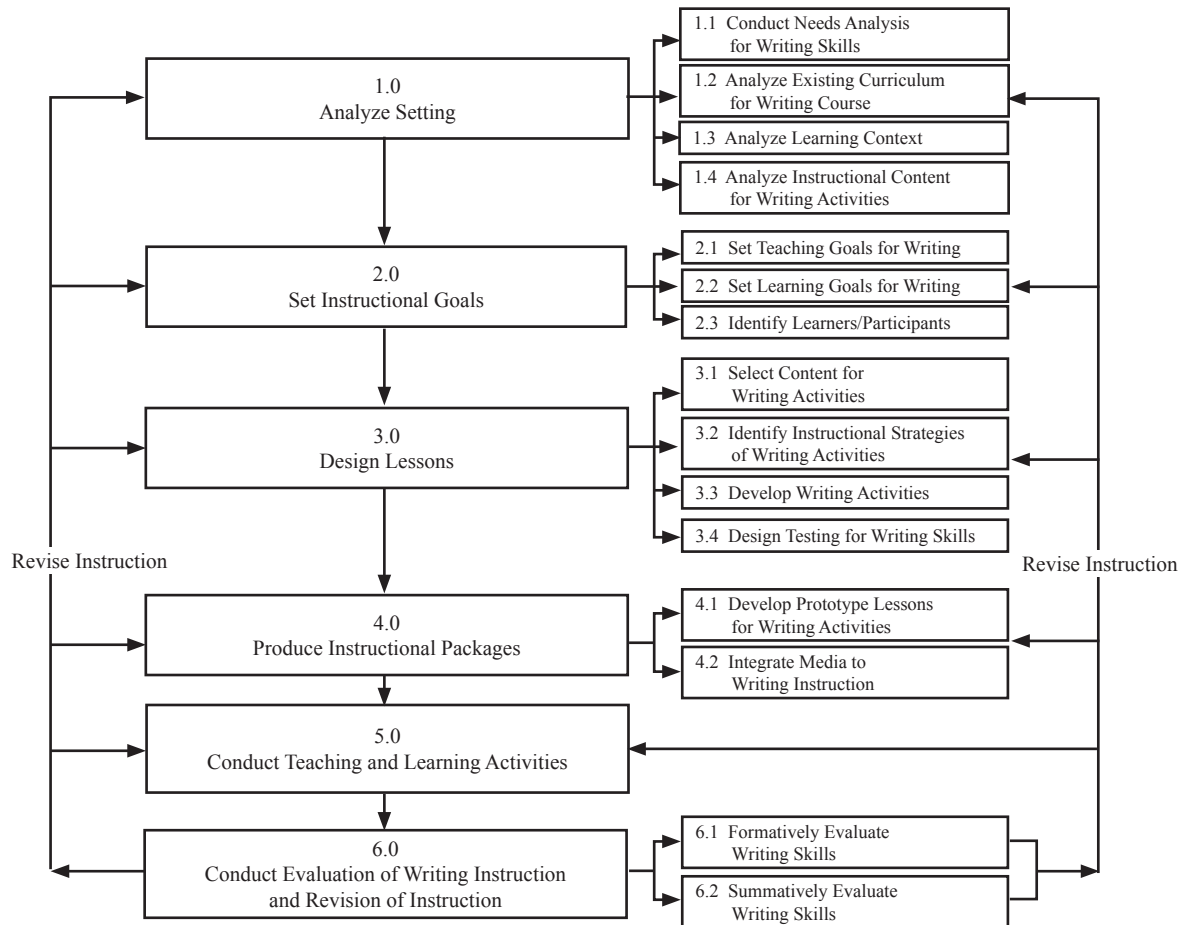 1.0
Analyze Setting
1.1 Conduct Needs Analysis
for Writing Skills
1.2 Analyze Existing Curriculum
for Writing Course
1.3 Analyze Learning Context
1.4 Analyze Instructional Content
for Writing Activities
2.0
Set Instructional Goals
2.1 Set Teaching Goals for Writing
2.2 Set Learning Goals for Writing
2.3 Identify Learners/Participants
3.0
Design Lessons
3.1 Select Content for
Writing Activities
3.2 Identify Instructional Strategies
of Writing Activities
3.3 Develop Writing Activities
3.4 Design Testing for Writing Skills
Revise Instruction
Revise Instruction
4.0
Produce Instructional Packages
4.1 Develop Prototype Lessons
for Writing Activities
4.2 Integrate Media to
Writing Instruction
5.0
Conduct Teaching and Learning Activities
6.0
Conduct Evaluation of Writing Instruction
and Revision of Instruction
6.1 Formatively Evaluate
Writing Skills
6.2 Summatively Evaluate
Writing Skills